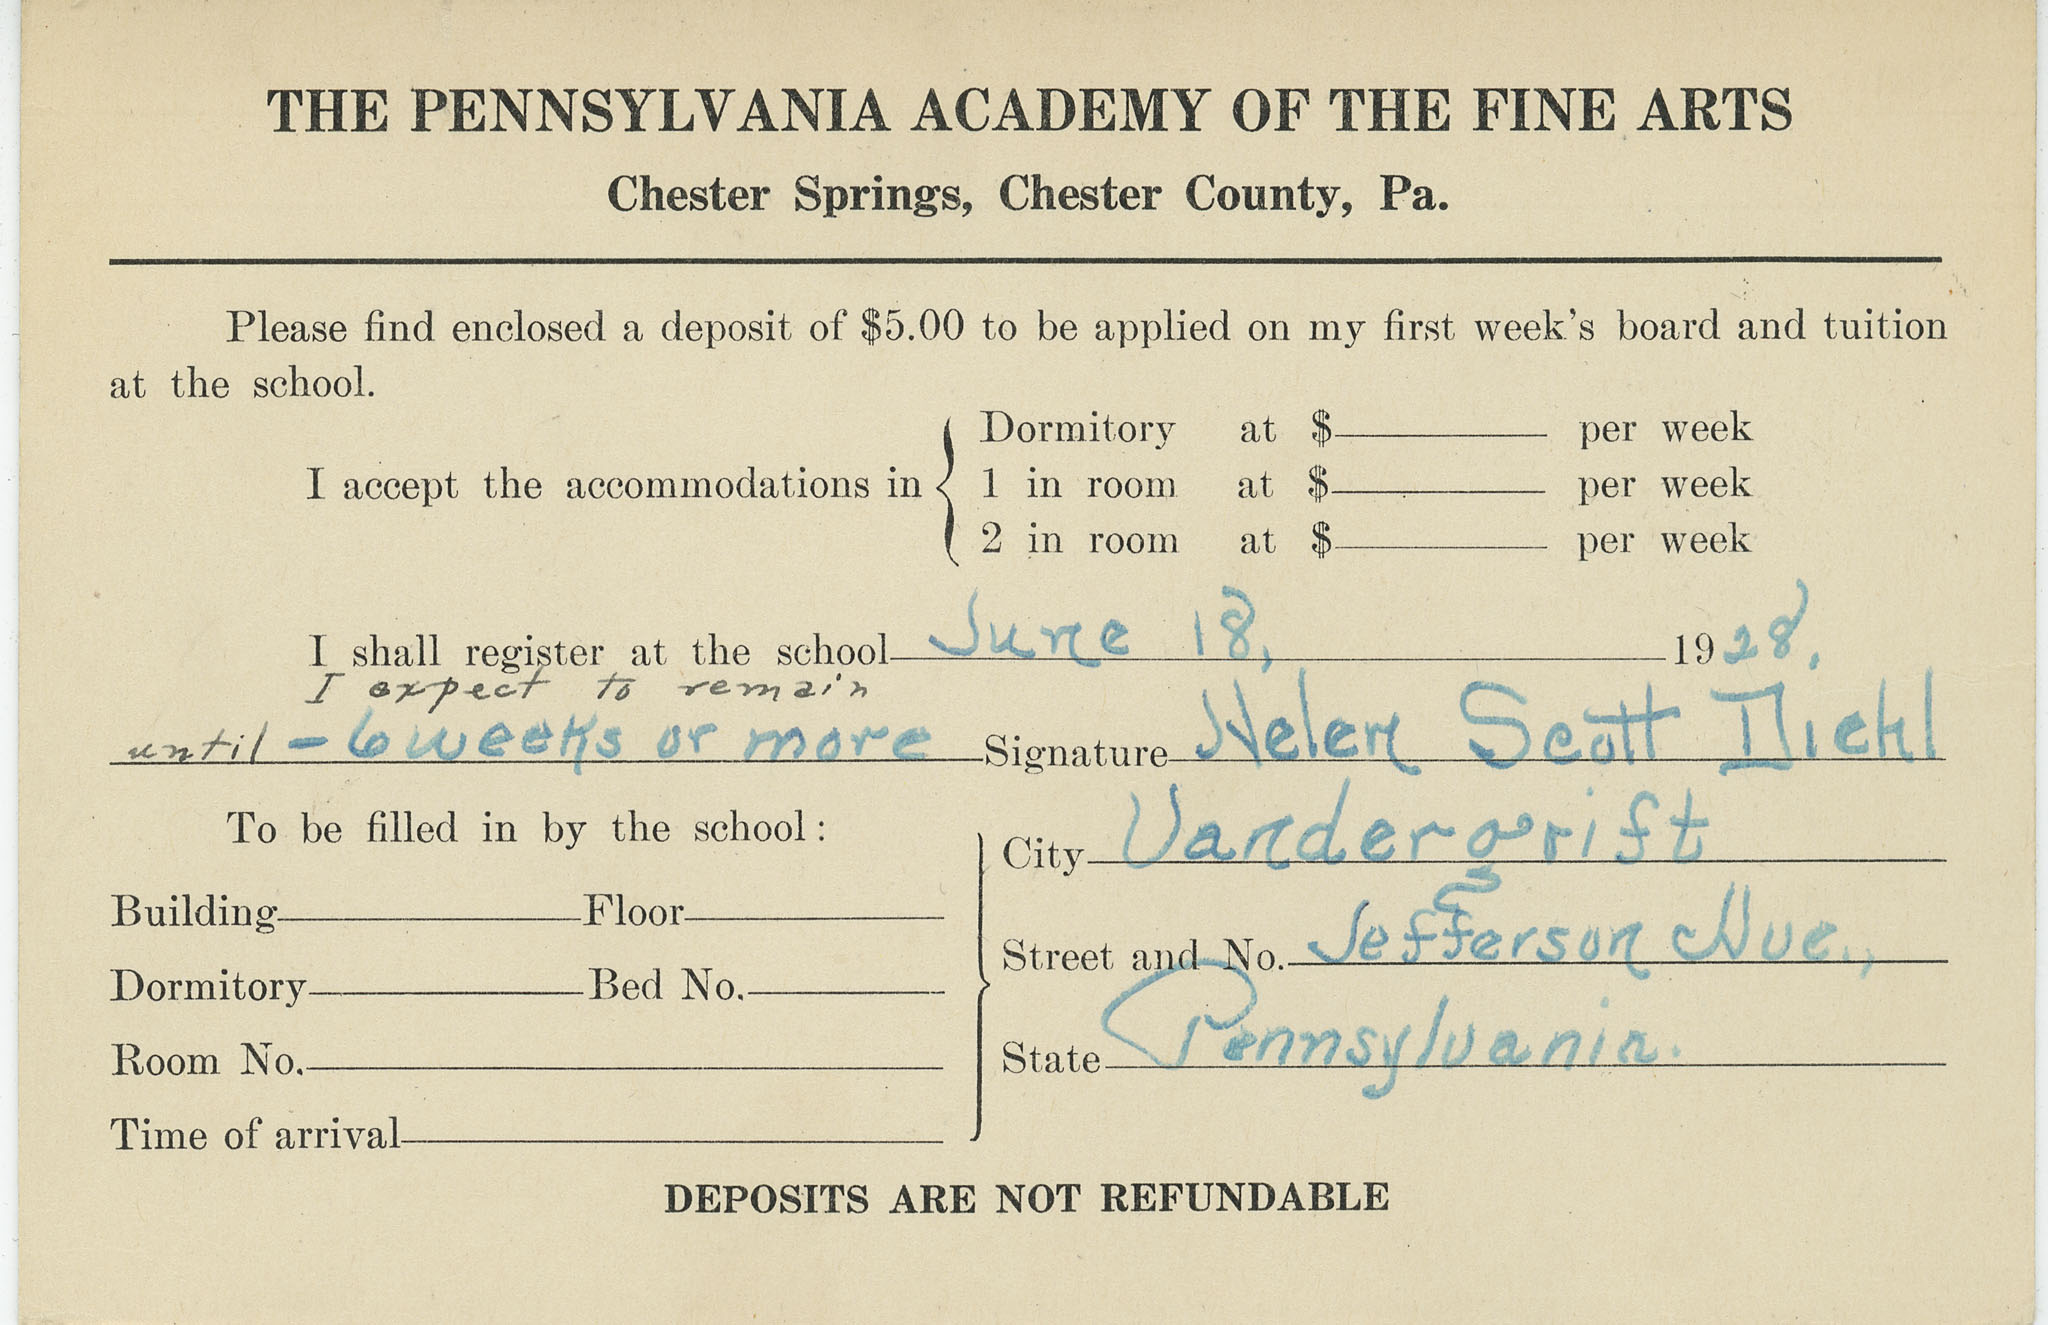 THE PENNSYLVANIA ACADEMY OF THE FINE ARTS
Chester Springs, Chester County, Pa.
Please find enclosed a deposit of $5.00 to be applied on my first week's board and tuition
at the school.
I accept the accommodations in
Dormitory at $ per week
1 in room at $ per week
2 in room at $ per week
I shall register at the school June 18, 1928.
I expect to remain
until - 6 weeks or more Signature Helen Scott Diehl
To be filled in by the school:
City Vandergrift
Building Floor
Street and No. Jefferson Ave.,
Dormitory Bed No.
State Pennsylvania.
Room No.
Time of arrival
DEPOSITS ARE NOT REFUNDABLE